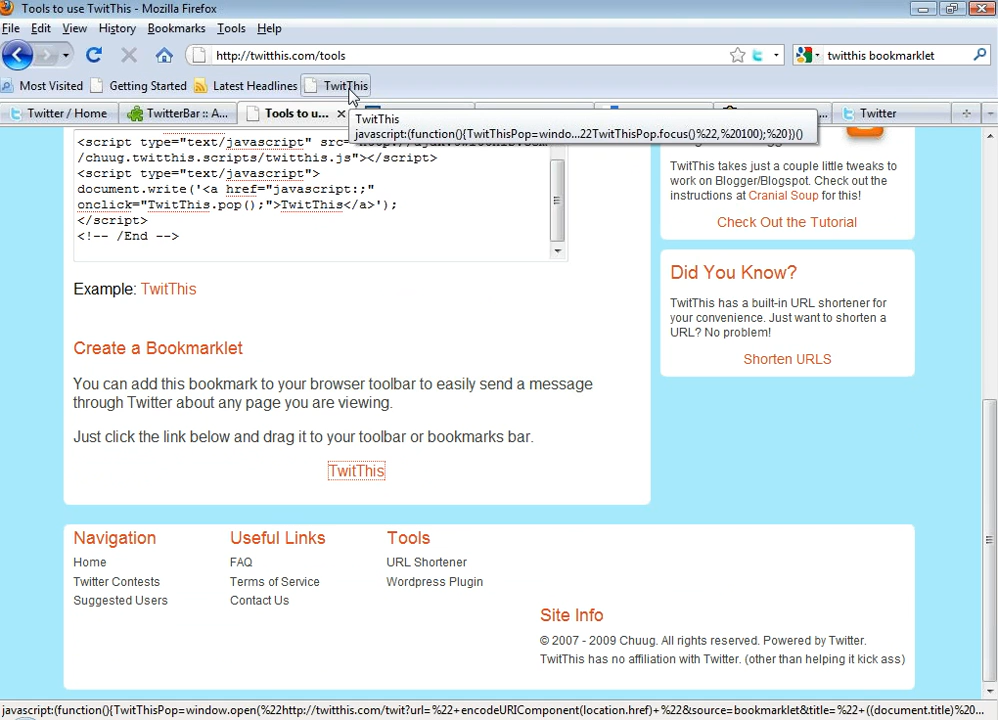 Tools to use TwitThis - Mozilla Firefox
File Edit View History Bookmarks Tools Help
http://twitthis.com/tools
twitthis bookmarklet
Most Visited Getting Started Latest Headlines TwitThis
Twitter / Home TwitterBar :: A... Tools to u... Twitter
TwitThis
javascript:(function(){TwitThisPop=windo...22TwitThisPop.focus()%22,%20100);%20})()
<script type="text/javascript"
/chuug.twitthis.scripts/twitthis.js"></script>
<script type="text/javascript">
document.write('<a href="javascript:;"
onclick="TwitThis.pop();">TwitThis</a>');
</script>
<!-- /End -->
Example: TwitThis
Create a Bookmarklet
You can add this bookmark to your browser toolbar to easily send a message
through Twitter about any page you are viewing.
Just click the link below and drag it to your toolbar or bookmarks bar.
TwitThis
TwitThis takes just a couple little tweaks to
work on Blogger/Blogspot. Check out the
instructions at Cranial Soup for this!
Check Out the Tutorial
Did You Know?
TwitThis has a built-in URL shortener for
your convenience. Just want to shorten a
URL? No problem!
Shorten URLS
Navigation
Home
Twitter Contests
Suggested Users
Useful Links
FAQ
Terms of Service
Contact Us
Tools
URL Shortener
Wordpress Plugin
Site Info
© 2007 - 2009 Chuug. All rights reserved. Powered by Twitter.
TwitThis has no affiliation with Twitter. (other than helping it kick ass)
javascript:(function(){TwitThisPop=window.open(%22http://twitthis.com/twit?url=%22 + encodeURIComponent(location.href) + %22&source=bookmarklet&title= %22 + ((document.title)%20...